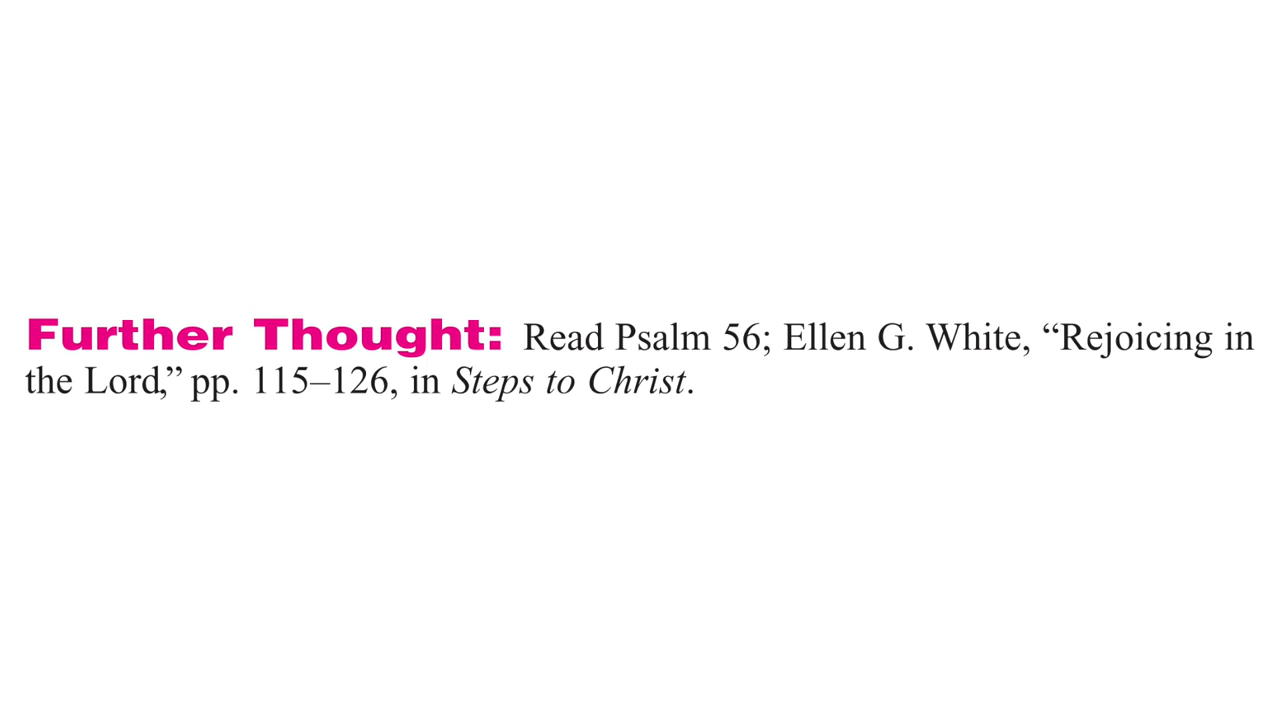 Further Thought: Read Psalm 56; Ellen G. White, “Rejoicing in
the Lord,” pp. 115–126, in Steps to Christ.